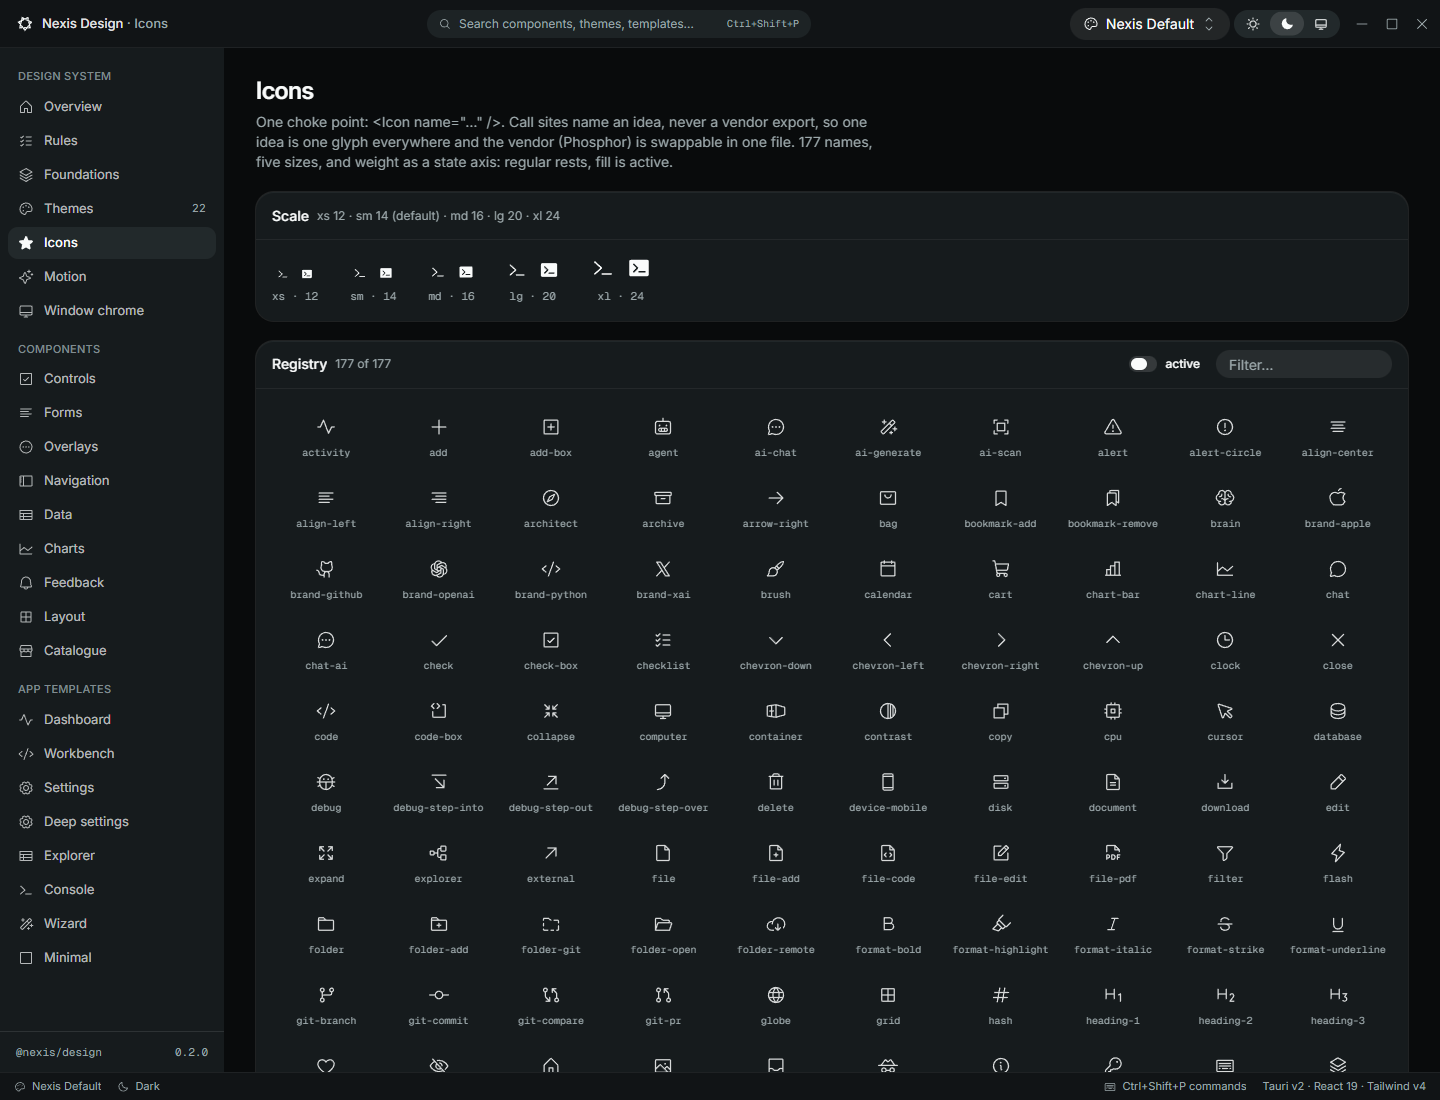 Nexis Design · Icons
Search components, themes, templates... Ctrl+Shift+P
Nexis Default
DESIGN SYSTEM
Overview
Rules
Foundations
Themes 22
Icons
Motion
Window chrome
COMPONENTS
Controls
Forms
Overlays
Navigation
Data
Charts
Feedback
Layout
Catalogue
APP TEMPLATES
Dashboard
Workbench
Settings
Deep settings
Explorer
Console
Wizard
Minimal
@nexis/design 0.2.0
Icons
One choke point: <Icon name="..." />. Call sites name an idea, never a vendor export, so one
idea is one glyph everywhere and the vendor (Phosphor) is swappable in one file. 177 names,
five sizes, and weight as a state axis: regular rests, fill is active.
Scale xs 12 · sm 14 (default) · md 16 · lg 20 · xl 24
xs · 12 sm · 14 md · 16 lg · 20 xl · 24
Registry 177 of 177 active Filter...
activity add add-box agent ai-chat ai-generate ai-scan alert alert-circle align-center
align-left align-right architect archive arrow-right bag bookmark-add bookmark-remove brain brand-apple
brand-github brand-openai brand-python brand-xai brush calendar cart chart-bar chart-line chat
chat-ai check check-box checklist chevron-down chevron-left chevron-right chevron-up clock close
code code-box collapse computer container contrast copy cpu cursor database
debug debug-step-into debug-step-out debug-step-over delete device-mobile disk document download edit
PDF
expand explorer external file file-add file-code file-edit file-pdf filter flash
B I S U
folder folder-add folder-git folder-open folder-remote format-bold format-highlight format-italic format-strike format-underline
H1 H2 H3
git-branch git-commit git-compare git-pr globe grid hash heading-1 heading-2 heading-3
Nexis Default Dark
Ctrl+Shift+P commands Tauri v2 · React 19 · Tailwind v4